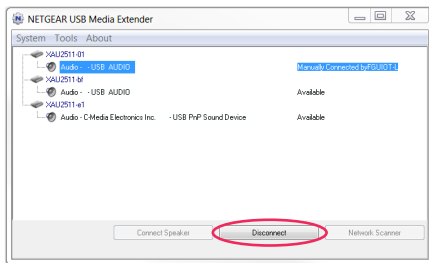 NETGEAR USB Media Extender
System Tools About
XAU2511-01
Audio - - USB AUDIO Manually Connected byFGUIOT-L
XAU2511-bf
Audio - - USB AUDIO Available
XAU2511-e1
Audio - C-Media Electronics Inc. - USB PnP Sound Device Available
Connect Speaker Disconnect Network Scanner